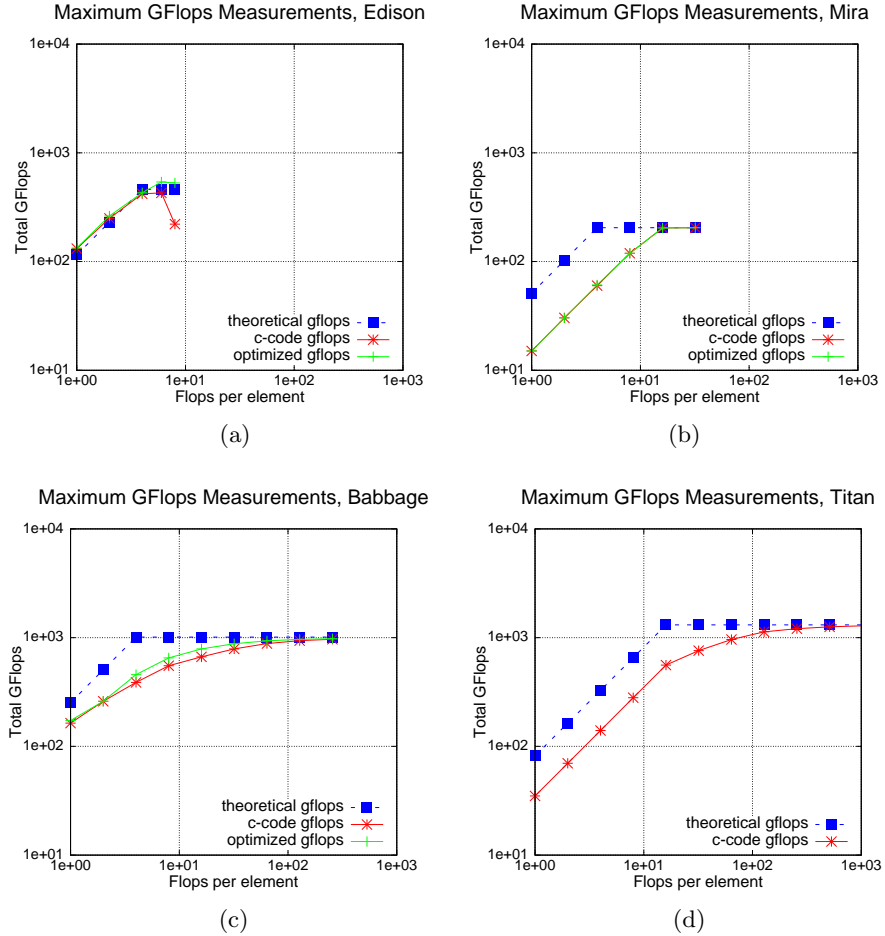 Maximum GFlops Measurements, Edison
1e+04
1e+03
1e+02
1e+01
Total GFlops
theoretical gflops
c-code gflops
optimized gflops
1e+00 1e+01 1e+02 1e+03
Flops per element
(a)
Maximum GFlops Measurements, Mira
1e+04
1e+03
1e+02
1e+01
Total GFlops
theoretical gflops
c-code gflops
optimized gflops
1e+00 1e+01 1e+02 1e+03
Flops per element
(b)
Maximum GFlops Measurements, Babbage
1e+04
1e+03
1e+02
1e+01
Total GFlops
theoretical gflops
c-code gflops
optimized gflops
1e+00 1e+01 1e+02 1e+03
Flops per element
(c)
Maximum GFlops Measurements, Titan
1e+04
1e+03
1e+02
1e+01
Total GFlops
theoretical gflops
c-code gflops
1e+00 1e+01 1e+02 1e+03
Flops per element
(d)